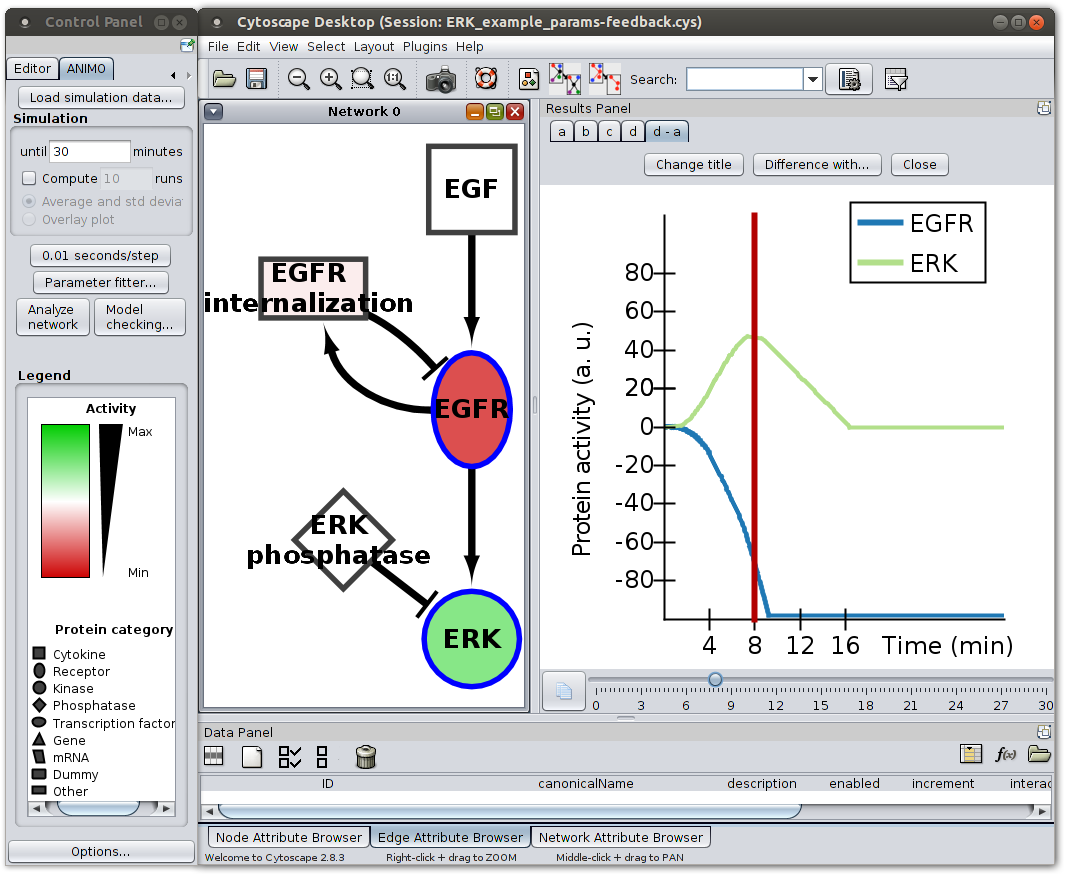 Control Panel
Editor
ANIMO
Load simulation data...
Simulation
until 30 minutes
Compute 10 runs
Average and std devia
Overlay plot
0.01 seconds/step
Parameter fitter...
Analyze
network
Model
checking...
Legend
Activity
Max
Min
Protein category
Cytokine
Receptor
Kinase
Phosphatase
Transcription factor
Gene
mRNA
Dummy
Other
Options...
Cytoscape Desktop (Session: ERK_example_params-feedback.cys)
File Edit View Select Layout Plugins Help
1:1
Search:
Network 0
EGF
EGFR
internalization
EGFR
ERK
phosphatase
ERK
Results Panel
a b c d d - a
Change title
Difference with...
Close
EGFR
ERK
Protein activity (a. u.)
80
60
40
20
0
-20
-40
-60
-80
4 8 12 16 Time (min)
0 3 6 9 12 15 18 21 24 27 30
Data Panel
f(x)
ID canonicalName description enabled increment interac
Node Attribute Browser
Edge Attribute Browser
Network Attribute Browser
Welcome to Cytoscape 2.8.3 Right-click + drag to ZOOM Middle-click + drag to PAN